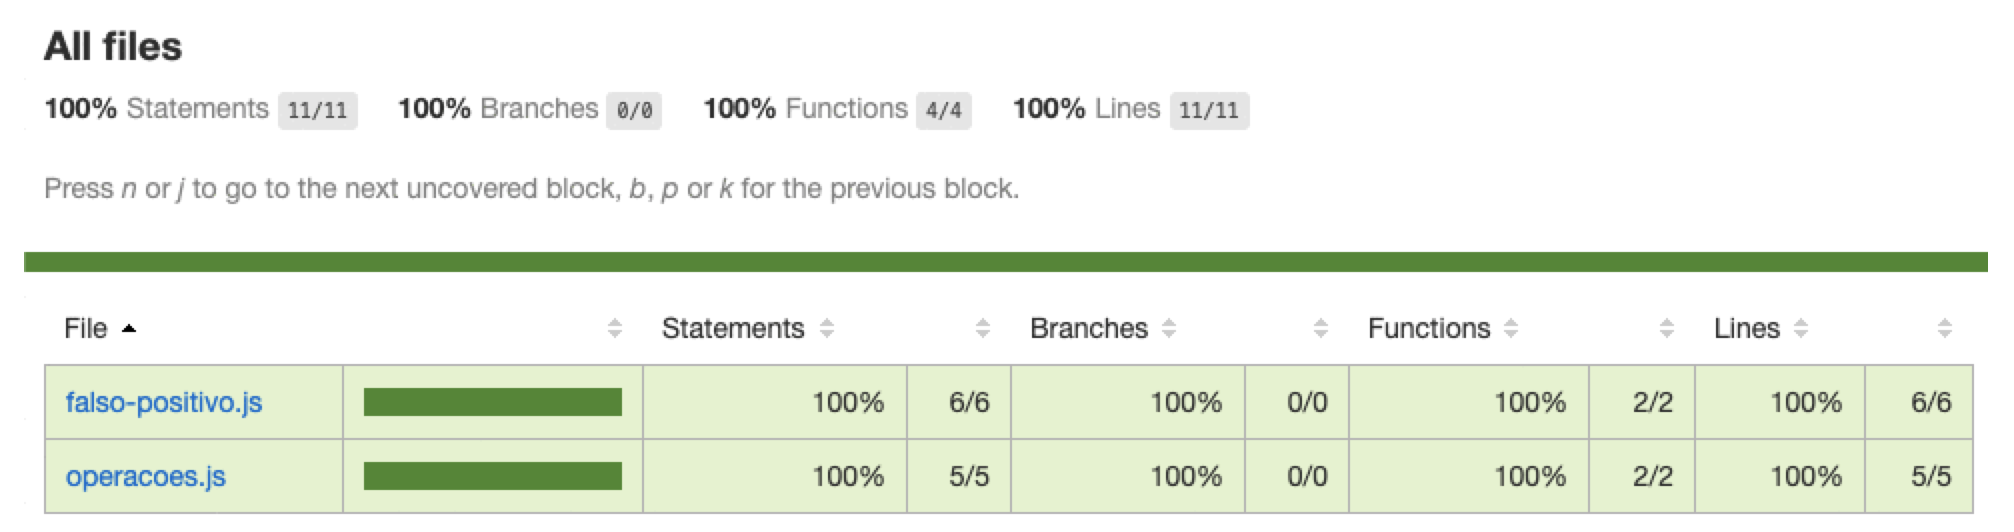 All files
100% Statements 11/11 100% Branches 0/0 100% Functions 4/4 100% Lines 11/11
Press n or j to go to the next uncovered block, b, p or k for the previous block.
File Statements Branches Functions Lines
falso-positivo.js 100% 6/6 100% 0/0 100% 2/2 100% 6/6
operacoes.js 100% 5/5 100% 0/0 100% 2/2 100% 5/5